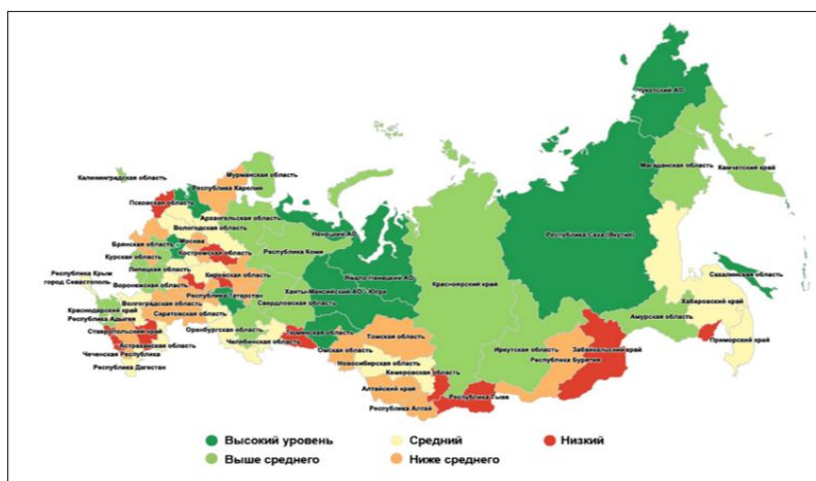 Чукотский АО
Мурманская область
Калининградская область
Республика Карелия
Магаданская область
Камчатский край
Псковская область
Архангельская область
Ненецкий АО
Вологодская область
Республика Саха (Якутия)
Москва
Брянская область
Костромская область
Республика Коми
Курская область
Ямало-Ненецкий АО
Сахалинская область
Липецкая область
Кировская область
Республика Крым
город Севастополь
Воронежская область
Ханты-Мансийский АО - Югра
Красноярский край
Республика Татарстан
Волгоградская область
Свердловская область
Хабаровский край
Краснодарский край
Республика Адыгея
Саратовская область
Амурская область
Ставропольский край
Оренбургская область
Тюменская область
Томская область
Приморский край
Астраханская область
Челябинская область
Иркутская область
Забайкальский край
Чеченская Республика
Омская область
Республика Бурятия
Республика Дагестан
Новосибирская область
Кемеровская область
Алтайский край
Республика Тыва
Республика Алтай
Высокий уровень
Средний
Низкий
Выше среднего
Ниже среднего